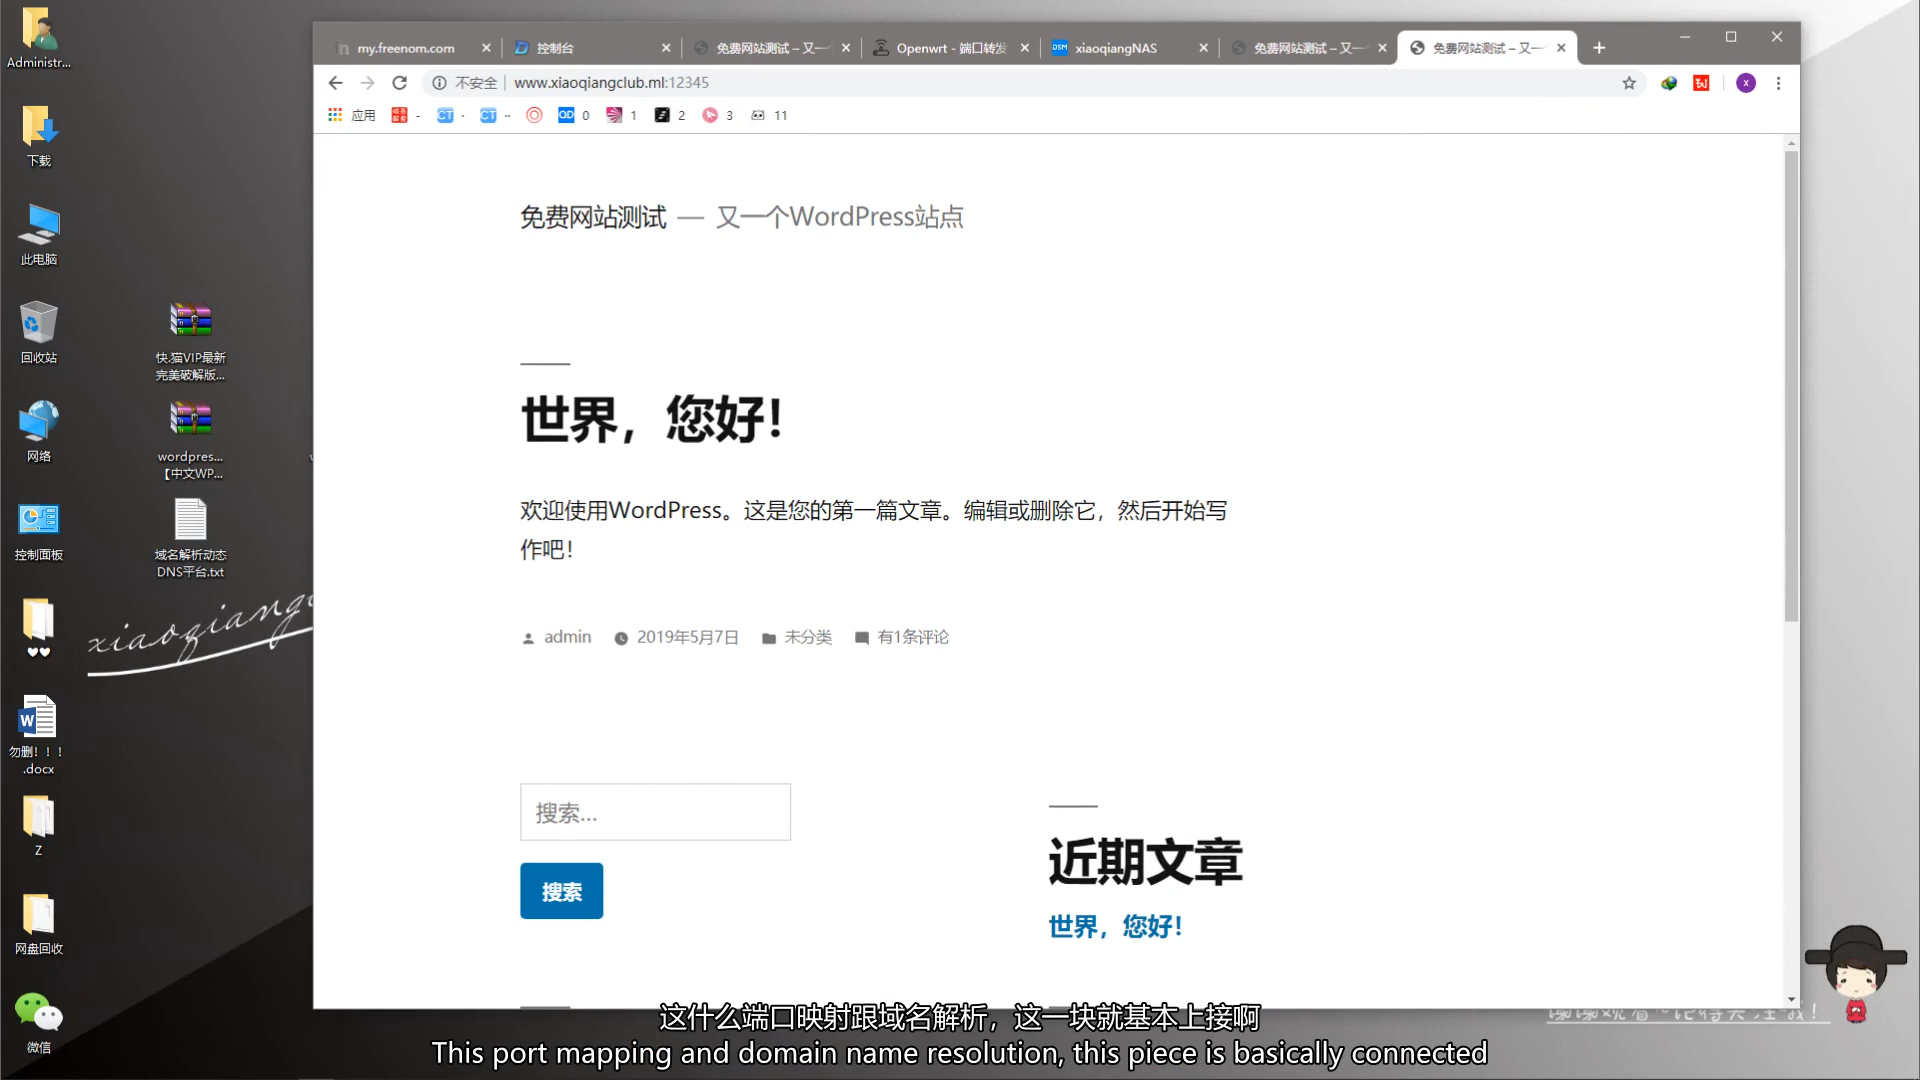 Administr...
下载
此电脑
回收站
网络
控制面板
♥♥
勿删！！！
.docx
Z
网盘回收
微信
快.猫VIP最新
完美破解版...
wordpres...
【中文WP...
域名解析动态
DNS平台.txt
my.freenom.com
控制台
免费网站测试 – 又一
Openwrt - 端口转发
xiaoqiangNAS
免费网站测试 – 又一
免费网站测试 – 又一
不安全
www.xiaoqiangclub.ml:12345
应用
0
1
2
3
11
免费网站测试 — 又一个WordPress站点
世界，您好！
欢迎使用WordPress。这是您的第一篇文章。编辑或删除它，然后开始写
作吧！
admin 2019年5月7日 未分类 有1条评论
搜索...
搜索
近期文章
世界，您好！
这什么端口映射跟域名解析，这一块就基本上接啊
This port mapping and domain name resolution, this piece is basically connected